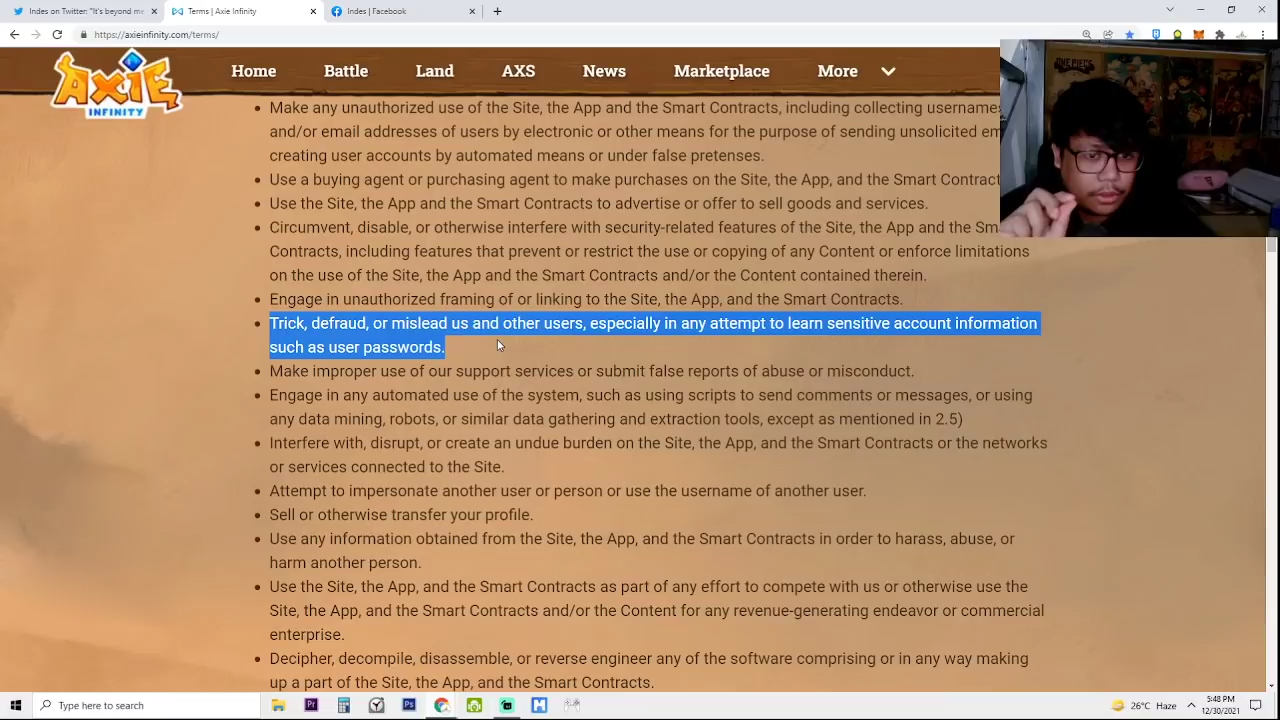 Indes on Twitter: "It's beyond m
Terms | Axie Infinity
Indes | Facebook
https://axieinfinity.com/terms/
AXIE
INFINITY
Home Battle Land AXS News Marketplace More
ONE PIECE
Make any unauthorized use of the Site, the App and the Smart Contracts, including collecting usernames
and/or email addresses of users by electronic or other means for the purpose of sending unsolicited em
creating user accounts by automated means or under false pretenses.
Use a buying agent or purchasing agent to make purchases on the Site, the App, and the Smart Contract
Use the Site, the App and the Smart Contracts to advertise or offer to sell goods and services.
Circumvent, disable, or otherwise interfere with security-related features of the Site, the App and the Sm
Contracts, including features that prevent or restrict the use or copying of any Content or enforce limitations
on the use of the Site, the App and the Smart Contracts and/or the Content contained therein.
Engage in unauthorized framing of or linking to the Site, the App, and the Smart Contracts.
Trick, defraud, or mislead us and other users, especially in any attempt to learn sensitive account information
such as user passwords.
Make improper use of our support services or submit false reports of abuse or misconduct.
Engage in any automated use of the system, such as using scripts to send comments or messages, or using
any data mining, robots, or similar data gathering and extraction tools, except as mentioned in 2.5)
Interfere with, disrupt, or create an undue burden on the Site, the App, and the Smart Contracts or the networks
or services connected to the Site.
Attempt to impersonate another user or person or use the username of another user.
Sell or otherwise transfer your profile.
Use any information obtained from the Site, the App, and the Smart Contracts in order to harass, abuse, or
harm another person.
Use the Site, the App, and the Smart Contracts as part of any effort to compete with us or otherwise use the
Site, the App, and the Smart Contracts and/or the Content for any revenue-generating endeavor or commercial
enterprise.
Decipher, decompile, disassemble, or reverse engineer any of the software comprising or in any way making
up a part of the Site, the App, and the Smart Contracts.
Type here to search
Pr
Ps
26°C Haze
5:48 PM
12/30/2021